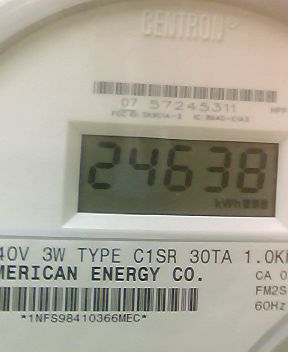 CENTRON®
07 57245311
24638
kWh
40V 3W TYPE C1SR 30TA 1.0K
MERICAN ENERGY CO.
CA 0
FM2S
60Hz
*1NFS98410366MEC*